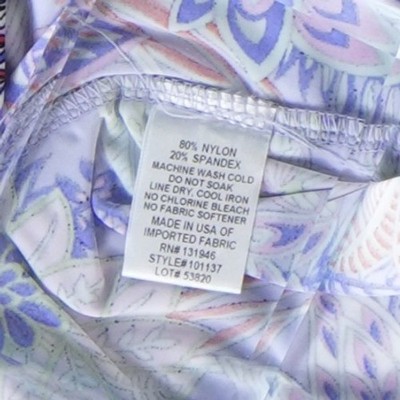 80% NYLON
20% SPANDEX
MACHINE WASH COLD
DO NOT SOAK
LINE DRY, COOL IRON
NO CHLORINE BLEACH
NO FABRIC SOFTENER
MADE IN USA OF
IMPORTED FABRIC
RN# 131946
STYLE#101137
LOT# 53820